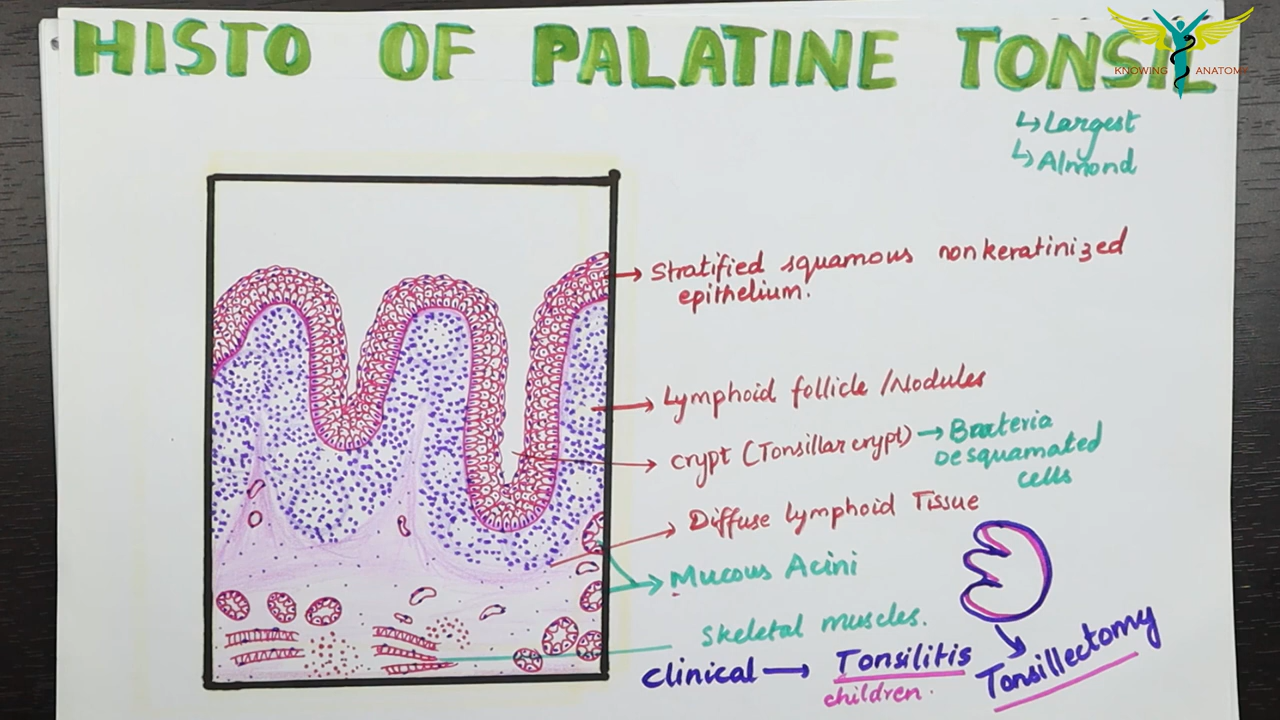 HISTO OF PALATINE TONSIL
KNOWING ANATOMY
↳ Largest
↳ Almond
→ Stratified squamous nonkeratinized
epithelium.
→ Lymphoid follicle /Nodules
→ crypt (Tonsillar crypt) → Bacteria
Desquamated
cells
→ Diffuse lymphoid Tissue
→ Mucous Acini
Skeletal muscles.
Clinical → Tonsilitis
children.
Tonsillectomy